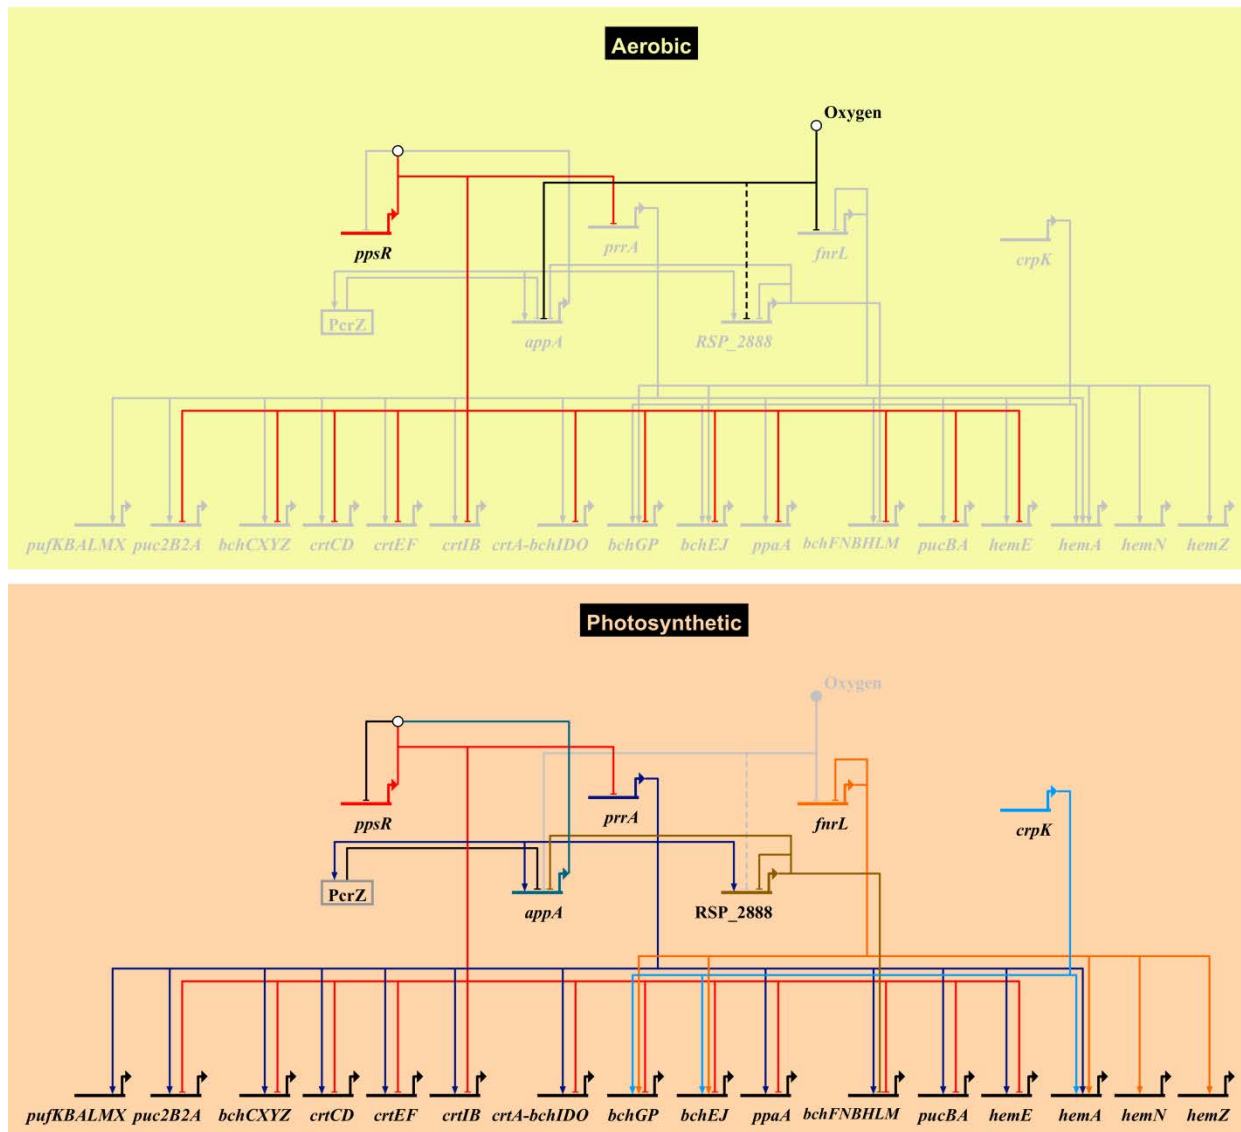 Aerobic
Oxygen
ppsR
prrA
fnrL
crpK
PcrZ
appA
RSP_2888
pufKBALMX puc2B2A bchCXYZ crtCD crtEF crtIB crtA-bchIDO bchGP bchEJ ppaA bchFNBHLM pucBA hemE hemA hemN hemZ
Photosynthetic
Oxygen
ppsR
prrA
fnrL
crpK
PcrZ
appA
RSP_2888
pufKBALMX puc2B2A bchCXYZ crtCD crtEF crtIB crtA-bchIDO bchGP bchEJ ppaA bchFNBHLM pucBA hemE hemA hemN hemZ